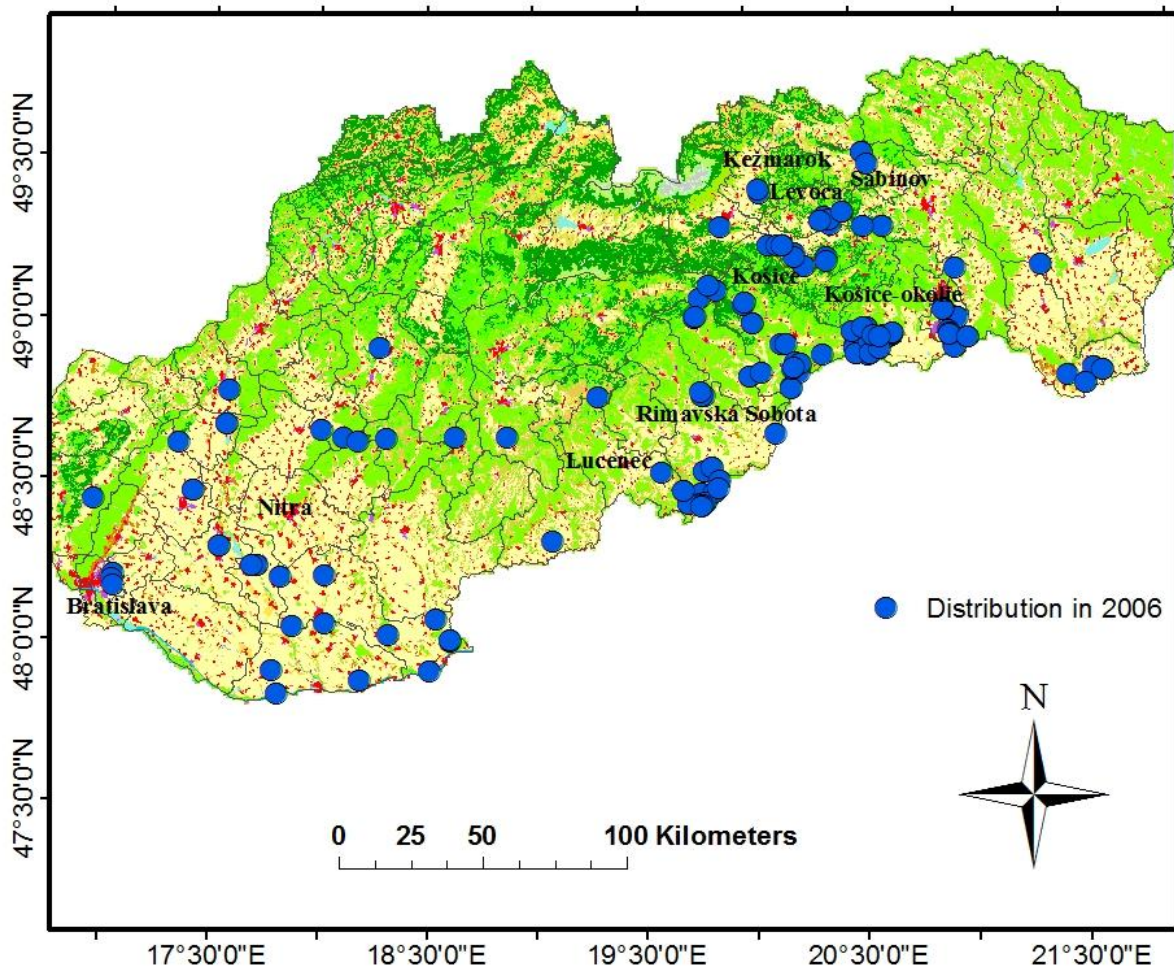 49°30'0"N
49°0'0"N
48°30'0"N
48°0'0"N
47°30'0"N
Kežmarok
Sabinov
Levoca
Košice
Košice-okolie
Rimavská Sobota
Lucenec
Nitra
Bratislava
Distribution in 2006
N
0 25 50 100 Kilometers
17°30'0"E 18°30'0"E 19°30'0"E 20°30'0"E 21°30'0"E